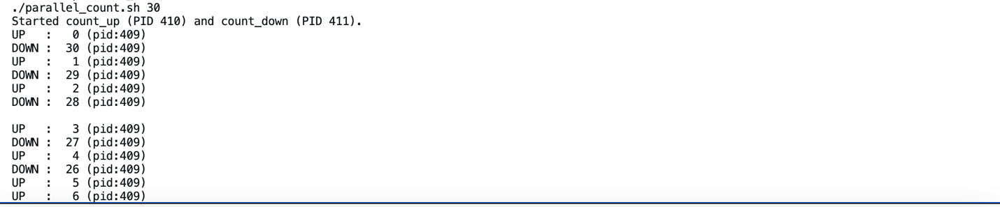 ./parallel_count.sh 30
Started count_up (PID 410) and count_down (PID 411).
UP   :   0 (pid:409)
DOWN :  30 (pid:409)
UP   :   1 (pid:409)
DOWN :  29 (pid:409)
UP   :   2 (pid:409)
DOWN :  28 (pid:409)

UP   :   3 (pid:409)
DOWN :  27 (pid:409)
UP   :   4 (pid:409)
DOWN :  26 (pid:409)
UP   :   5 (pid:409)
UP   :   6 (pid:409)